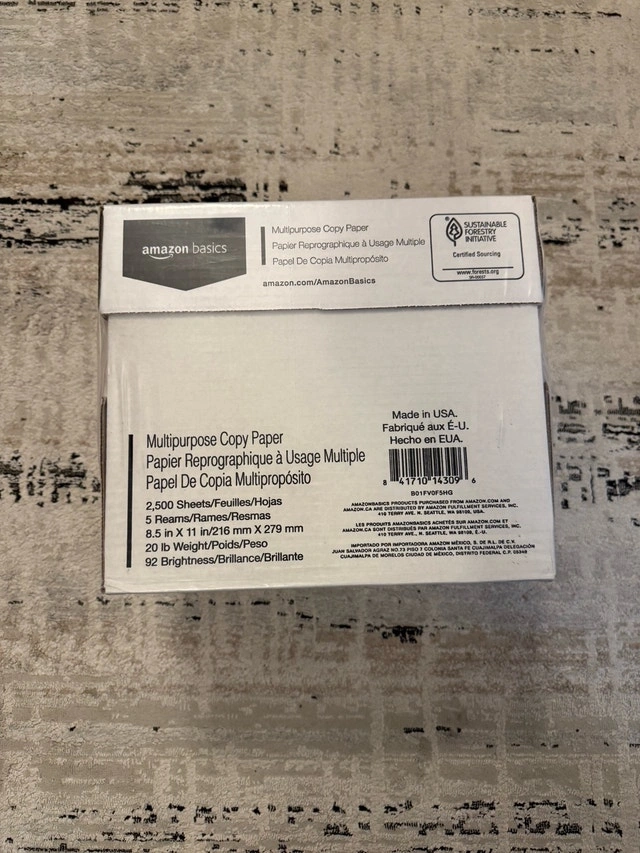 amazon basics
Multipurpose Copy Paper
Papier Reprographique à Usage Multiple
Papel De Copia Multipropósito
amazon.com/AmazonBasics
SUSTAINABLE
FORESTRY
INITIATIVE
Certified Sourcing
www.forests.org
SFI-00037
Multipurpose Copy Paper
Papier Reprographique à Usage Multiple
Papel De Copia Multipropósito
2,500 Sheets/Feuilles/Hojas
5 Reams/Rames/Resmas
8.5 in X 11 in/216 mm X 279 mm
20 lb Weight/Poids/Peso
92 Brightness/Brillance/Brillante
Made in USA.
Fabriqué aux É-U.
Hecho en EUA.
8 41710 14309 6
B01FV0F5HG
AMAZONBASICS PRODUCTS PURCHASED FROM AMAZON.COM AND
AMAZON.CA ARE DISTRIBUTED BY AMAZON FULFILLMENT SERVICES, INC.
410 TERRY AVE., N. SEATTLE, WA 98109, USA.
LES PRODUITS AMAZONBASICS ACHETÉS SUR AMAZON.COM ET
AMAZON.CA SONT DISTRIBUÉS PAR AMAZON FULFILLMENT SERVICES, INC.
410 TERRY AVE., N. SEATTLE, WA 98109, É.-U.
IMPORTADO POR IMPORTADORA AMAZON MÉXICO, S. DE R.L. DE C.V.
JUAN SALVADOR AGRAZ NO.73 PISO 7 COLONIA SANTA FE CUAJIMALPA DELEGACIÓN
CUAJIMALPA DE MORELOS CIUDAD DE MÉXICO, DISTRITO FEDERAL C.P. 05348